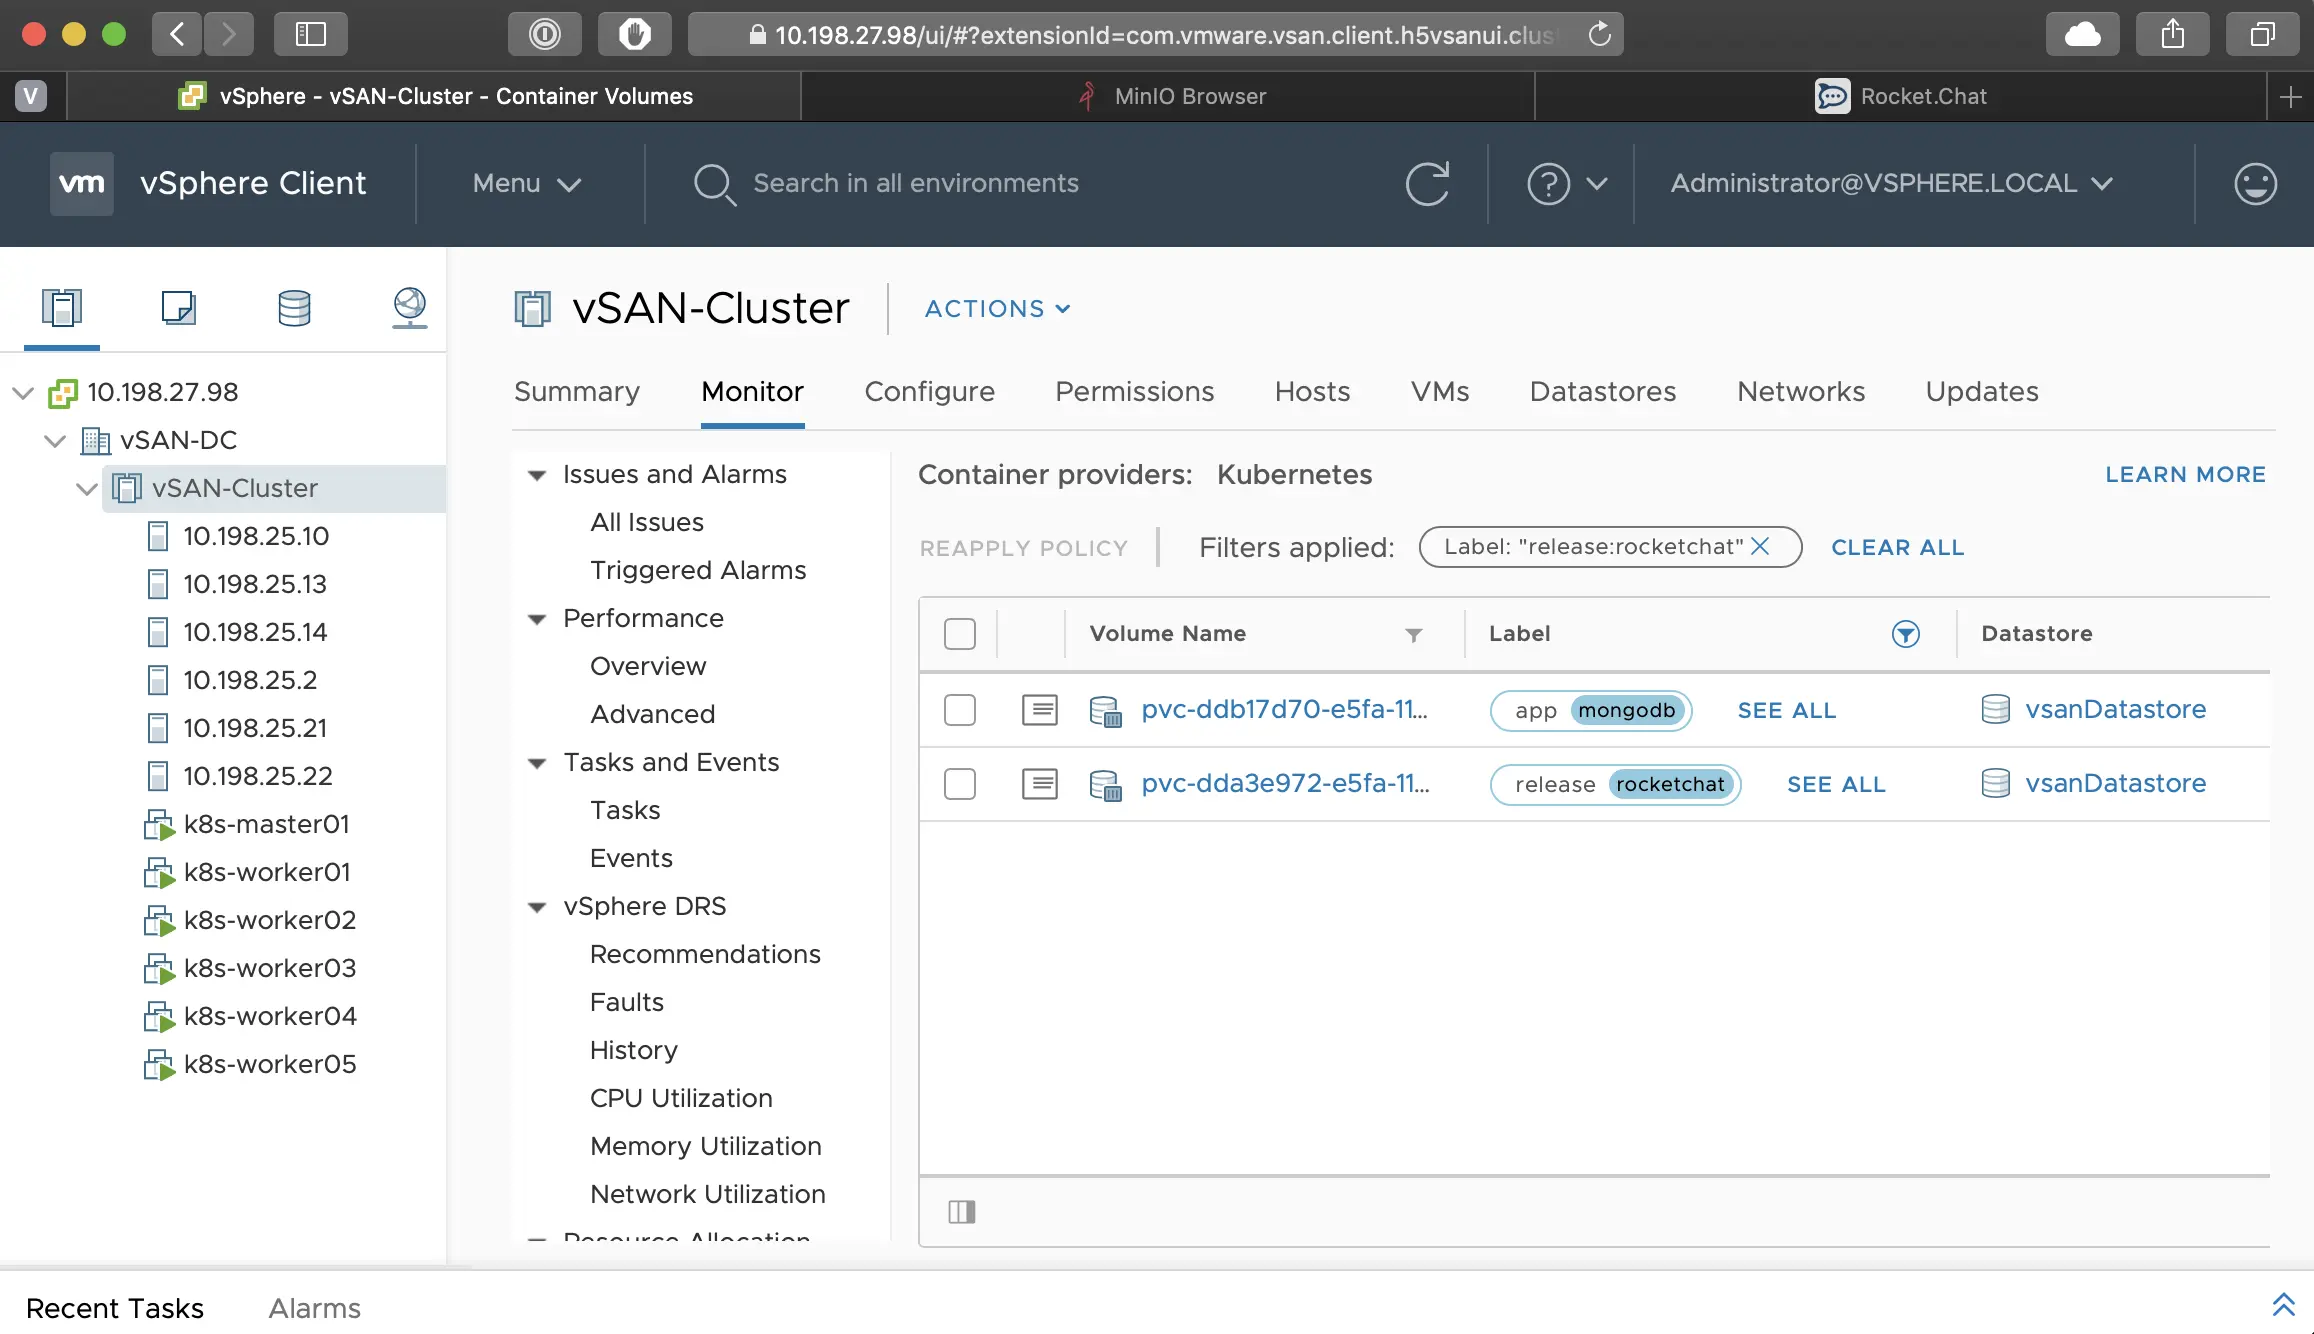 10.198.27.98/ui/#?extensionId=com.vmware.vsan.client.h5vsanui.clus
V
vSphere - vSAN-Cluster - Container Volumes
MinIO Browser
Rocket.Chat
vm
vSphere Client
Menu
Search in all environments
Administrator@VSPHERE.LOCAL
10.198.27.98
vSAN-DC
vSAN-Cluster
10.198.25.10
10.198.25.13
10.198.25.14
10.198.25.2
10.198.25.21
10.198.25.22
k8s-master01
k8s-worker01
k8s-worker02
k8s-worker03
k8s-worker04
k8s-worker05
vSAN-Cluster
ACTIONS
Summary
Monitor
Configure
Permissions
Hosts
VMs
Datastores
Networks
Updates
Issues and Alarms
All Issues
Triggered Alarms
Performance
Overview
Advanced
Tasks and Events
Tasks
Events
vSphere DRS
Recommendations
Faults
History
CPU Utilization
Memory Utilization
Network Utilization
Resource Allocation
Container providers: Kubernetes
LEARN MORE
REAPPLY POLICY
Filters applied:
Label: "release:rocketchat"
CLEAR ALL
Volume Name
Label
Datastore
pvc-ddb17d70-e5fa-11...
app mongodb
SEE ALL
vsanDatastore
pvc-dda3e972-e5fa-11...
release rocketchat
SEE ALL
vsanDatastore
Recent Tasks
Alarms